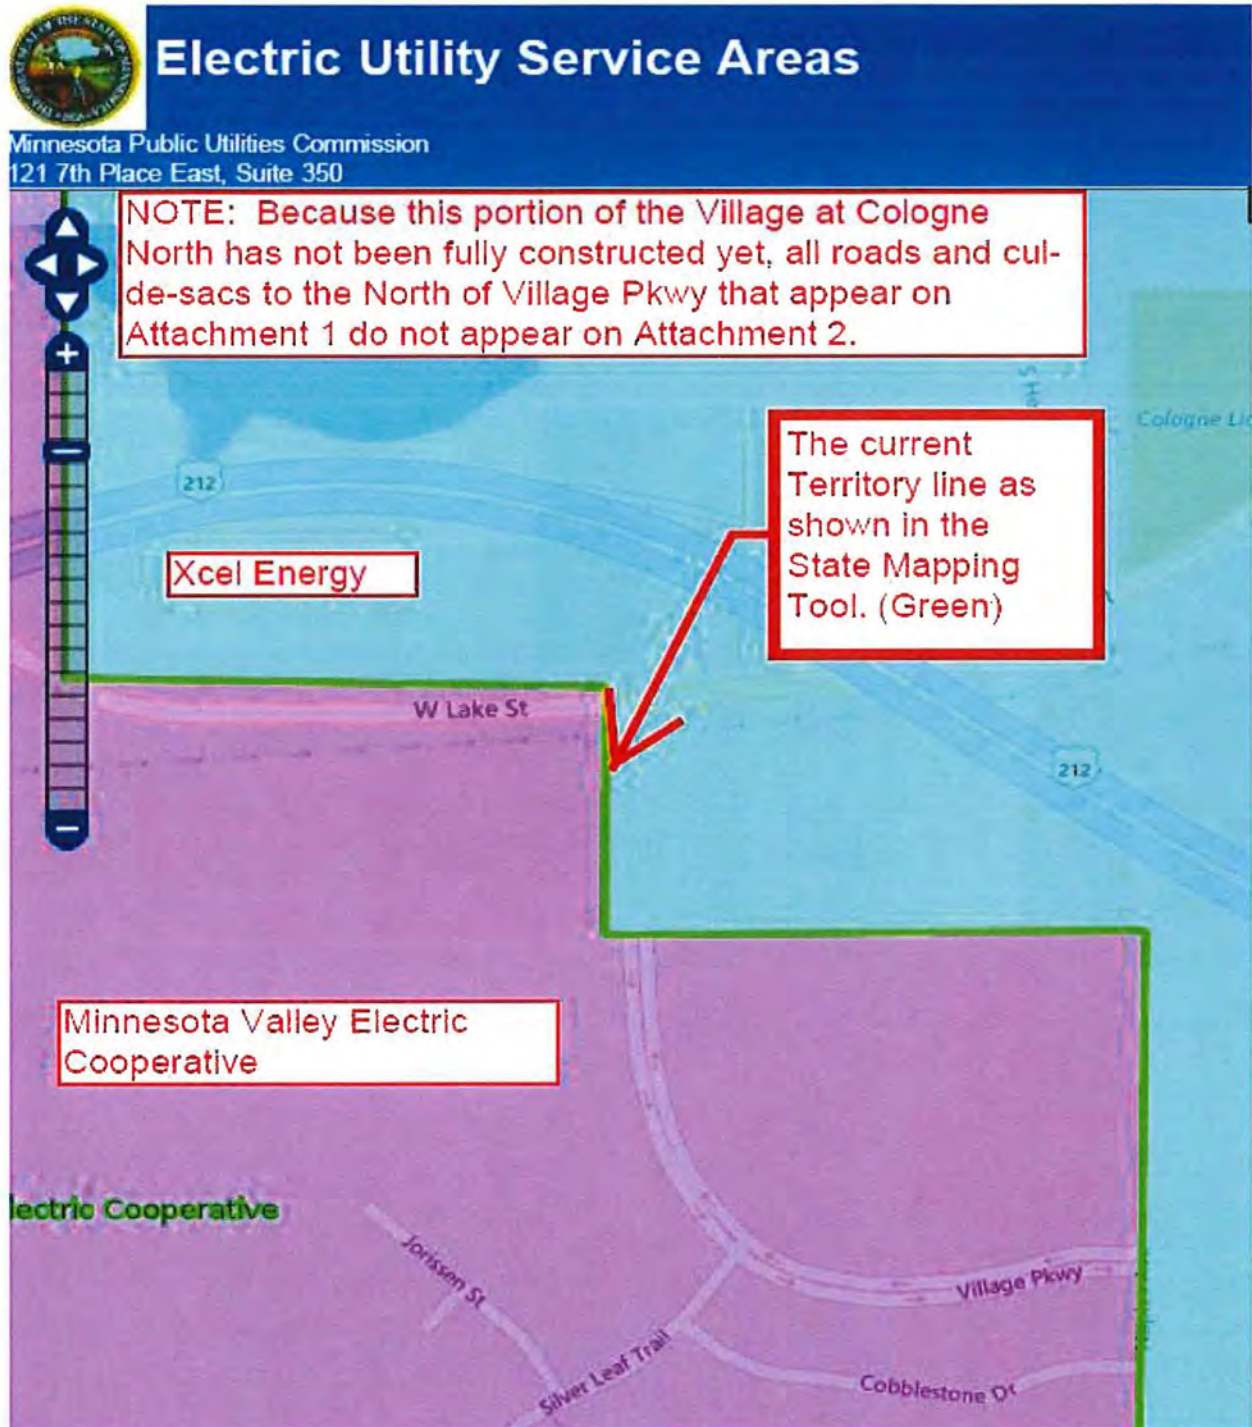 Electric Utility Service Areas
Minnesota Public Utilities Commission
121 7th Place East, Suite 350
NOTE: Because this portion of the Village at Cologne
North has not been fully constructed yet, all roads and cul-
de-sacs to the North of Village Pkwy that appear on
Attachment 1 do not appear on Attachment 2.
Cologne
212
The current
Territory line as
shown in the
State Mapping
Tool. (Green)
Xcel Energy
W Lake St
212
Minnesota Valley Electric
Cooperative
lectric Cooperative
Jorissen St
Village Pkwy
Silver Leaf Trail
Cobblestone Ct